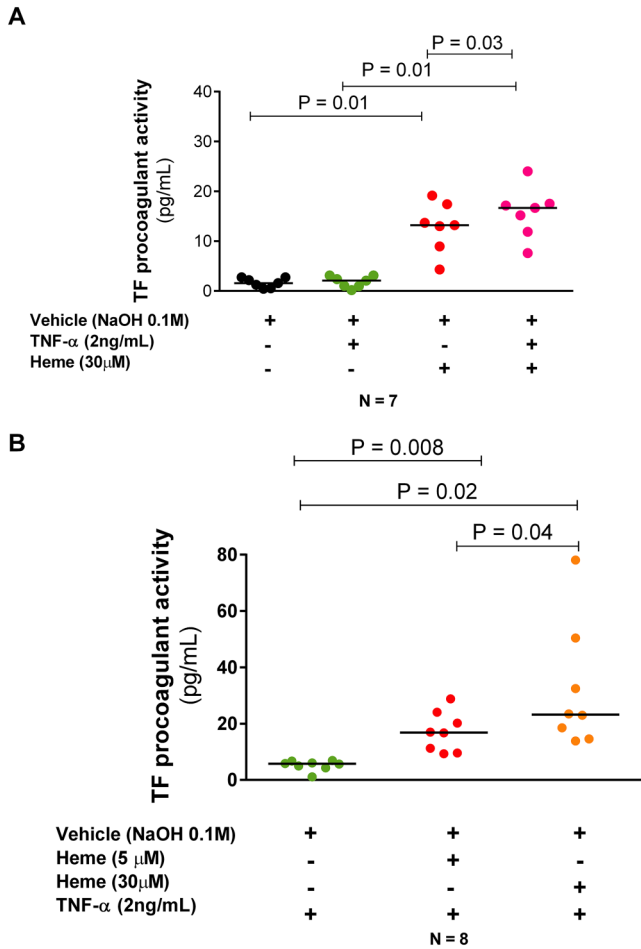 A
P = 0.03
P = 0.01
P = 0.01
TF procoagulant activity
(pg/mL)
40
30
20
10
0
Vehicle (NaOH 0.1M) + + + +
TNF-α (2ng/mL) - + - +
Heme (30µM) - - + +
N = 7
B
P = 0.008
P = 0.02
P = 0.04
TF procoagulant activity
(pg/mL)
80
60
40
20
0
Vehicle (NaOH 0.1M) + + +
Heme (5 µM) - + -
Heme (30µM) - - +
TNF-α (2ng/mL) + + +
N = 8